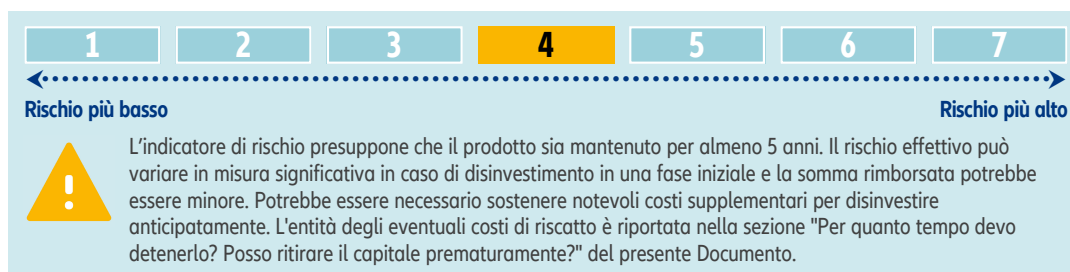 1 2 3 4 5 6 7
Rischio più basso Rischio più alto
L'indicatore di rischio presuppone che il prodotto sia mantenuto per almeno 5 anni. Il rischio effettivo può
variare in misura significativa in caso di disinvestimento in una fase iniziale e la somma rimborsata potrebbe
essere minore. Potrebbe essere necessario sostenere notevoli costi supplementari per disinvestire
anticipatamente. L'entità degli eventuali costi di riscatto è riportata nella sezione "Per quanto tempo devo
detenerlo? Posso ritirare il capitale prematuramente?" del presente Documento.